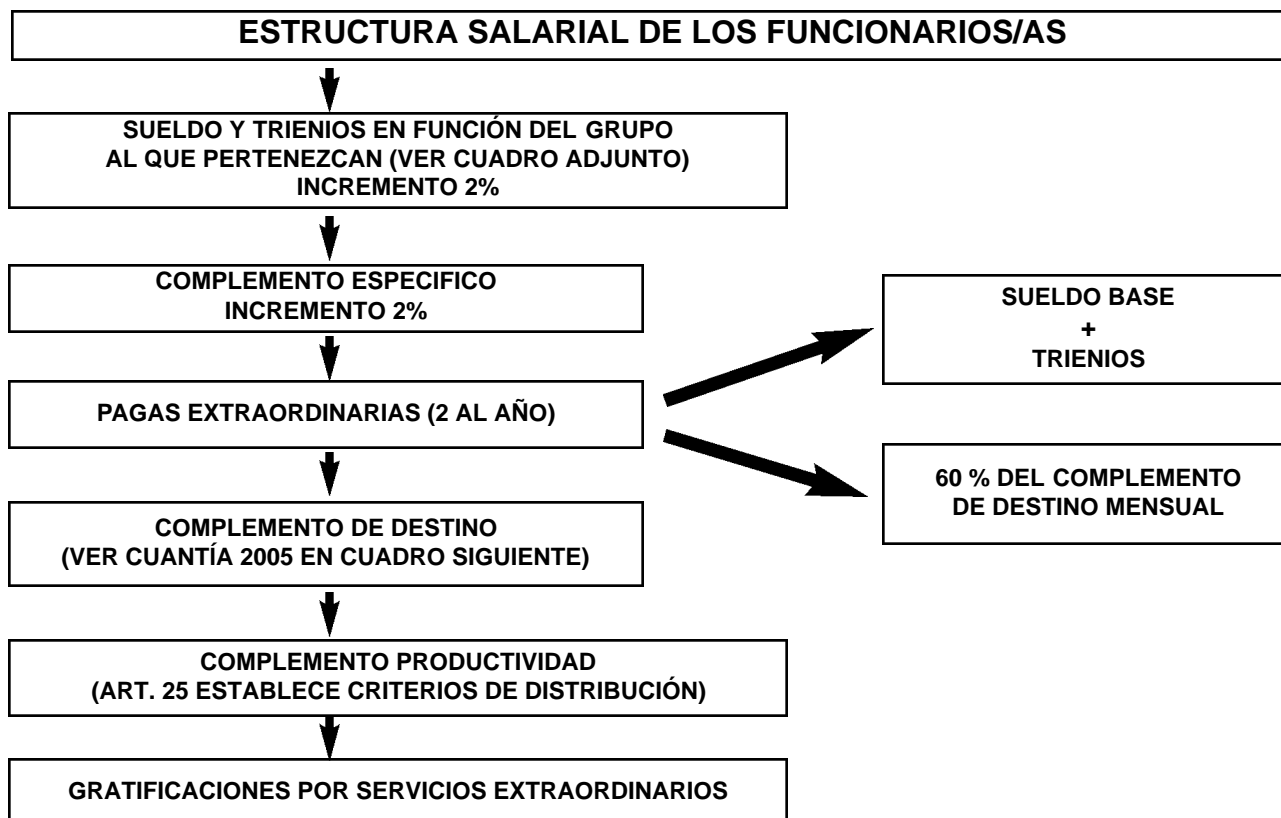 ESTRUCTURA SALARIAL DE LOS FUNCIONARIOS/AS
SUELDO Y TRIENIOS EN FUNCIÓN DEL GRUPO
AL QUE PERTENEZCAN (VER CUADRO ADJUNTO)
INCREMENTO 2%
COMPLEMENTO ESPECIFICO
INCREMENTO 2%
PAGAS EXTRAORDINARIAS (2 AL AÑO)
SUELDO BASE
+
TRIENIOS
60 % DEL COMPLEMENTO
DE DESTINO MENSUAL
COMPLEMENTO DE DESTINO
(VER CUANTÍA 2005 EN CUADRO SIGUIENTE)
COMPLEMENTO PRODUCTIVIDAD
(ART. 25 ESTABLECE CRITERIOS DE DISTRIBUCIÓN)
GRATIFICACIONES POR SERVICIOS EXTRAORDINARIOS